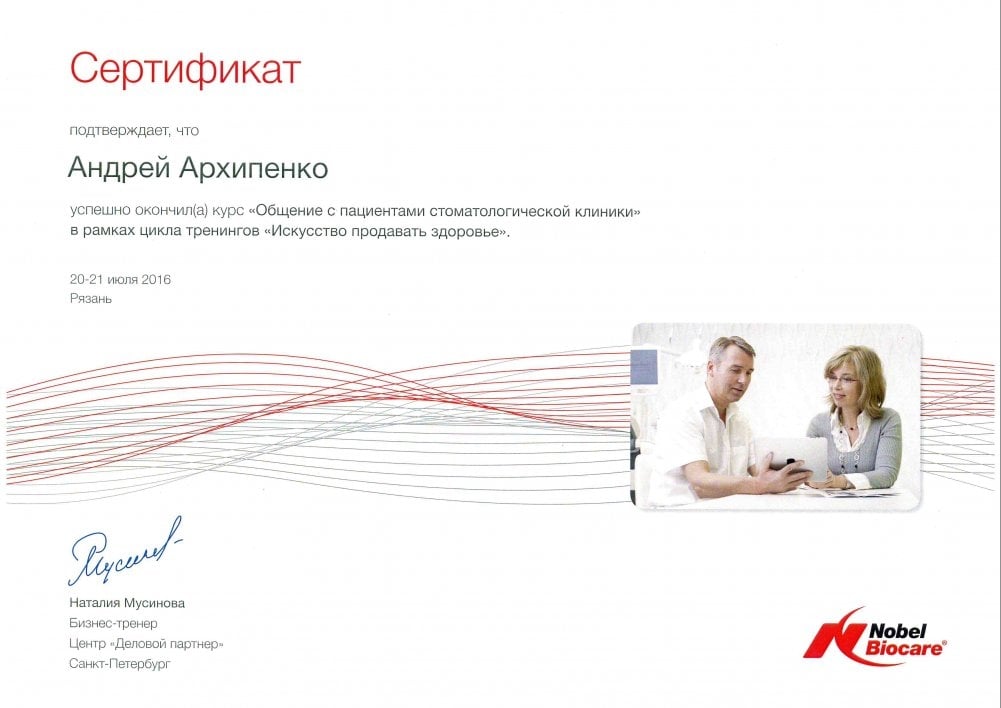 Сертификат
подтверждает, что
Андрей Архипенко
успешно окончил(а) курс «Общение с пациентами стоматологической клиники»
в рамках цикла тренингов «Искусство продавать здоровье».
20-21 июля 2016
Рязань
Мусинов
Наталия Мусинова
Бизнес-тренер
Центр «Деловой партнер»
Санкт-Петербург
Nobel
Biocare®